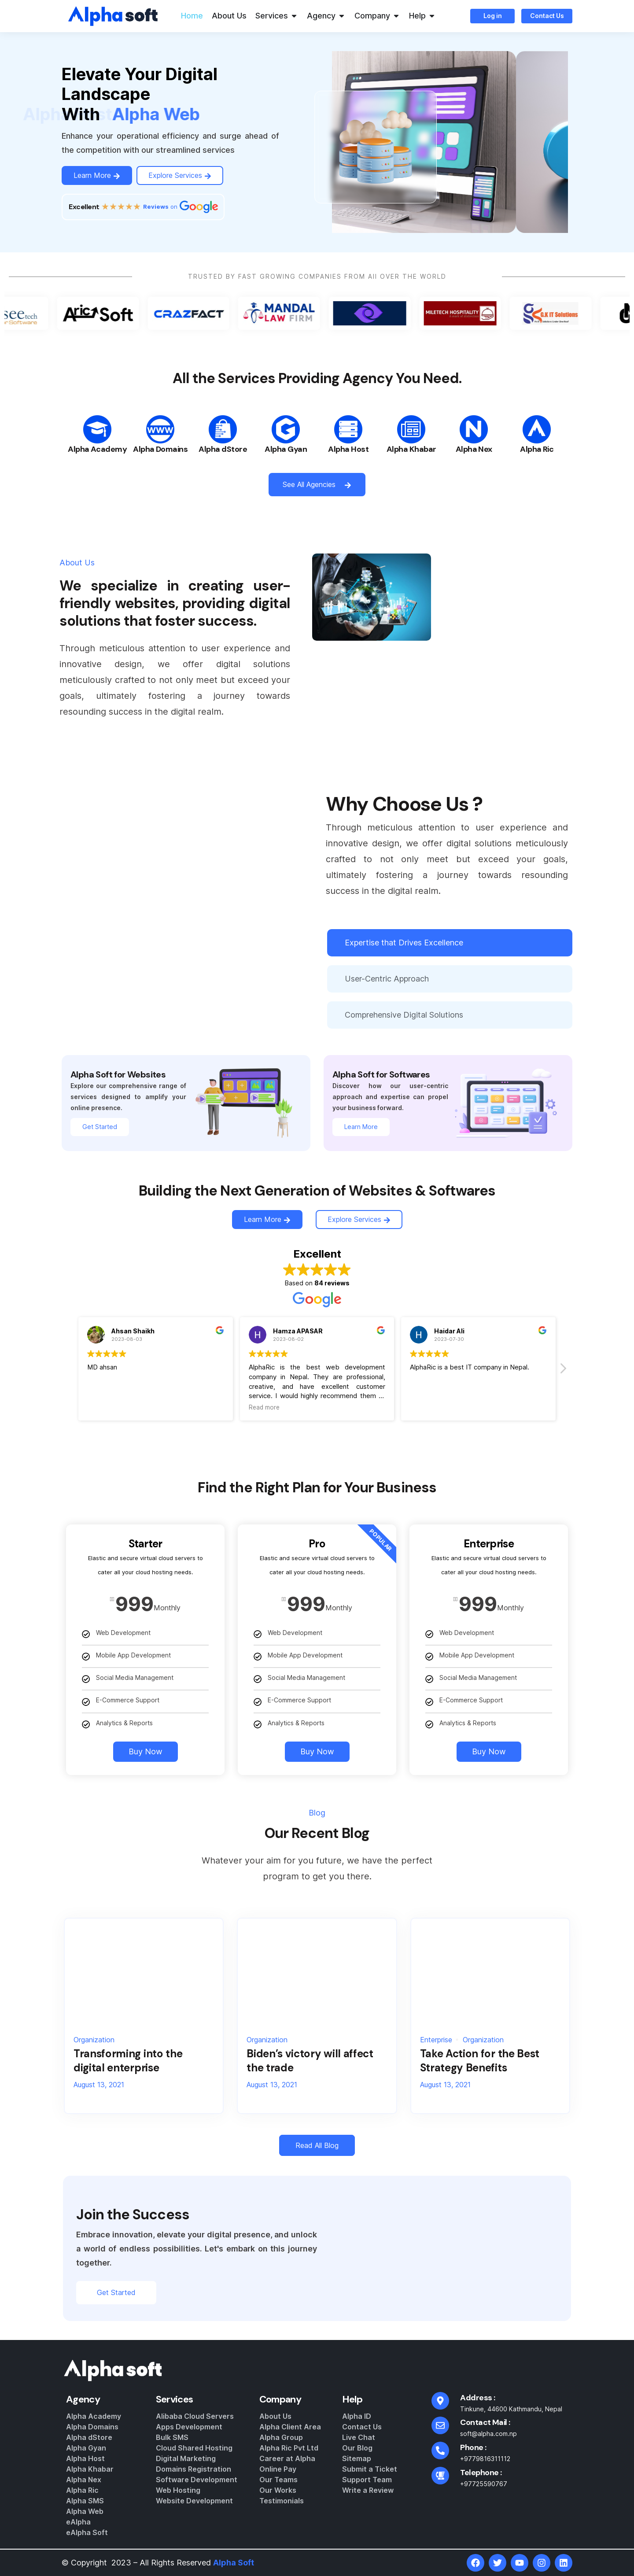 Alpha soft
Home About Us Services Agency Company Help Log in Contact Us
Elevate Your Digital
Landscape
With Alpha Web
Enhance your operational efficiency and surge ahead of
the competition with our streamlined services
Learn More Explore Services
Excellent Reviews on Google
TRUSTED BY FAST GROWING COMPANIES FROM All OVER THE WORLD
see tech
AricSoft
CRAZFACT
MANDAL
LAW FIRM
MILETECH HOSPITALITY
G.K IT Solutions
All the Services Providing Agency You Need.
WWW
Alpha Academy Alpha Domains Alpha dStore Alpha Gyan Alpha Host Alpha Khabar Alpha Nex Alpha Ric
See All Agencies
About Us
We specialize in creating user-
friendly websites, providing digital
solutions that foster success.
Through meticulous attention to user experience and
innovative design, we offer digital solutions
meticulously crafted to not only meet but exceed your
goals, ultimately fostering a journey towards
resounding success in the digital realm.
Why Choose Us ?
Through meticulous attention to user experience and
innovative design, we offer digital solutions meticulously
crafted to not only meet but exceed your goals,
ultimately fostering a journey towards resounding
success in the digital realm.
Expertise that Drives Excellence
User-Centric Approach
Comprehensive Digital Solutions
Alpha Soft for Websites
Explore our comprehensive range of
services designed to amplify your
online presence.
Get Started
Alpha Soft for Softwares
Discover how our user-centric
approach and expertise can propel
your business forward.
Learn More
Building the Next Generation of Websites & Softwares
Learn More Explore Services
Excellent
Based on 84 reviews
Google
Ahsan Shaikh
2023-08-03
MD ahsan
H
Hamza APASAR
2023-08-02
AlphaRic is the best web development
company in Nepal. They are professional,
creative, and have excellent customer
service. I would highly recommend them ...
Read more
H
Haidar Ali
2023-07-30
AlphaRic is a best IT company in Nepal.
Find the Right Plan for Your Business
Starter
Elastic and secure virtual cloud servers to
cater all your cloud hosting needs.
999 Monthly
Web Development
Mobile App Development
Social Media Management
E-Commerce Support
Analytics & Reports
Buy Now
POPULAR
Pro
Elastic and secure virtual cloud servers to
cater all your cloud hosting needs.
999 Monthly
Web Development
Mobile App Development
Social Media Management
E-Commerce Support
Analytics & Reports
Buy Now
Enterprise
Elastic and secure virtual cloud servers to
cater all your cloud hosting needs.
999 Monthly
Web Development
Mobile App Development
Social Media Management
E-Commerce Support
Analytics & Reports
Buy Now
Blog
Our Recent Blog
Whatever your aim for you future, we have the perfect
program to get you there.
Organization
Transforming into the
digital enterprise
August 13, 2021
Organization
Biden's victory will affect
the trade
August 13, 2021
Enterprise Organization
Take Action for the Best
Strategy Benefits
August 13, 2021
Read All Blog
Join the Success
Embrace innovation, elevate your digital presence, and unlock
a world of endless possibilities. Let's embark on this journey
together.
Get Started
Alpha soft
Agency
Alpha Academy
Alpha Domains
Alpha dStore
Alpha Gyan
Alpha Host
Alpha Khabar
Alpha Nex
Alpha Ric
Alpha SMS
Alpha Web
eAlpha
eAlpha Soft
Services
Alibaba Cloud Servers
Apps Development
Bulk SMS
Cloud Shared Hosting
Digital Marketing
Domains Registration
Software Development
Web Hosting
Website Development
Company
About Us
Alpha Client Area
Alpha Group
Alpha Ric Pvt Ltd
Career at Alpha
Online Pay
Our Teams
Our Works
Testimonials
Help
Alpha ID
Contact Us
Live Chat
Our Blog
Sitemap
Submit a Ticket
Support Team
Write a Review
Address :
Tinkune, 44600 Kathmandu, Nepal
Contact Mail :
soft@alpha.com.np
Phone :
+9779816311112
Telephone :
+97725590767
© Copyright 2023 – All Rights Reserved Alpha Soft